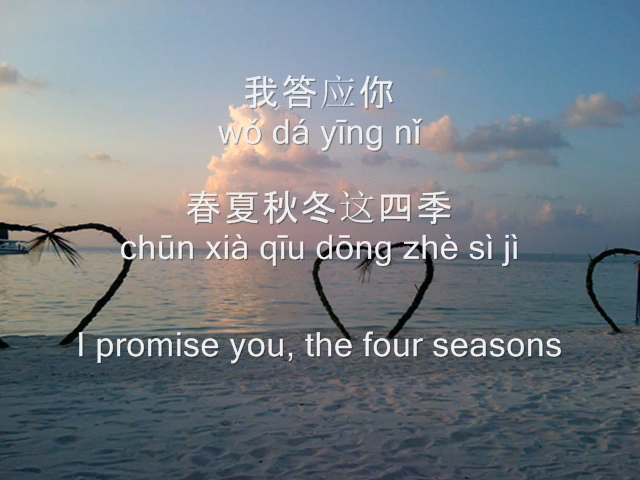 我答应你
wǒ dá yīng nǐ
春夏秋冬这四季
chūn xià qīu dōng zhè sì jì
I promise you, the four seasons